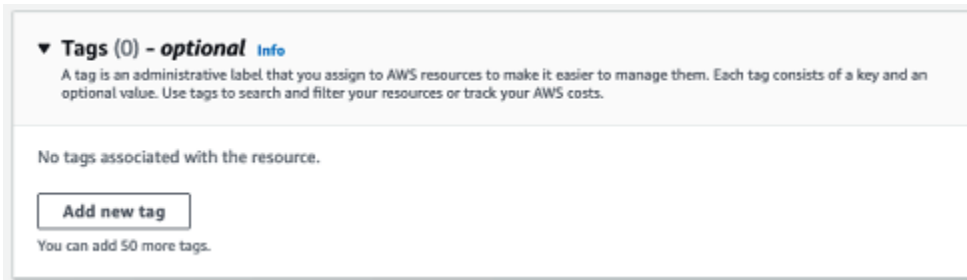 Tags (0) - optional Info
A tag is an administrative label that you assign to AWS resources to make it easier to manage them. Each tag consists of a key and an
optional value. Use tags to search and filter your resources or track your AWS costs.
No tags associated with the resource.
Add new tag
You can add 50 more tags.